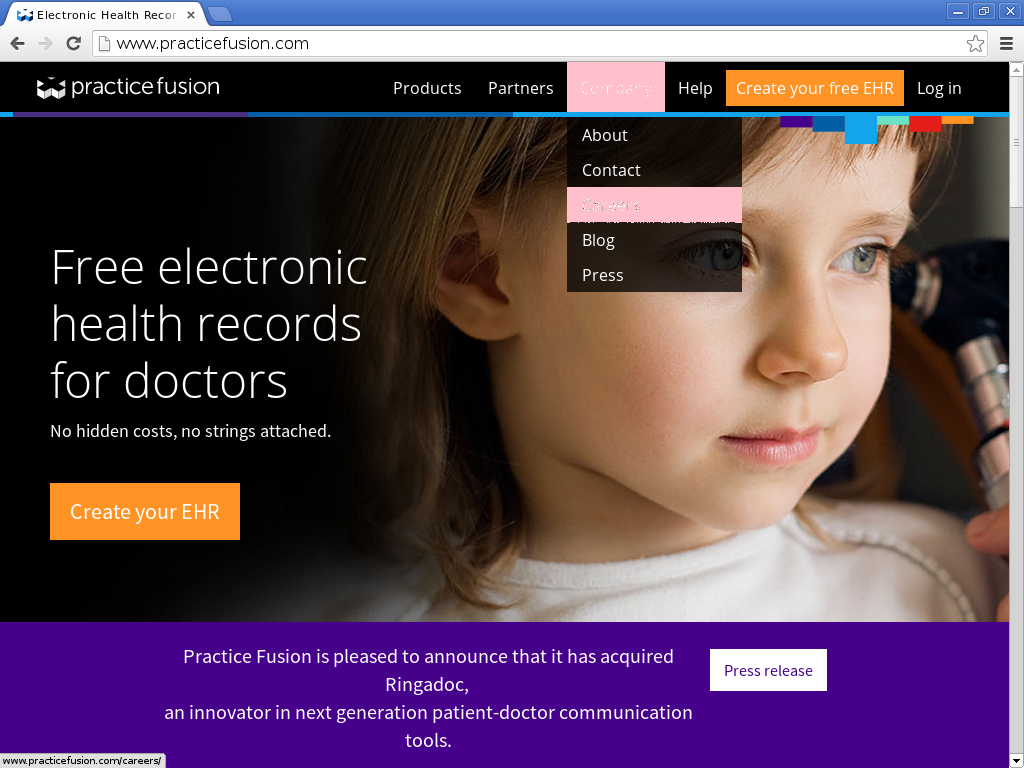 Electronic Health Recor
www.practicefusion.com
practice fusion
Products Partners Company Help Create your free EHR Log in
About
Contact
Careers
Blog
Press
Free electronic
health records
for doctors
No hidden costs, no strings attached.
Create your EHR
Practice Fusion is pleased to announce that it has acquired
Ringadoc,
an innovator in next generation patient-doctor communication
tools.
Press release
www.practicefusion.com/careers/